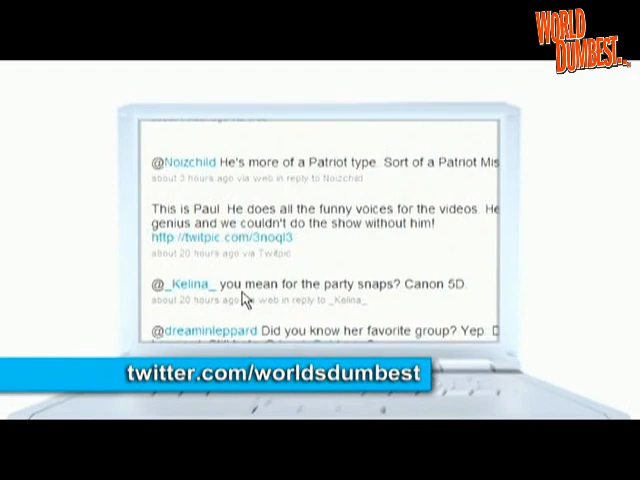 WORLD
DUMBEST...
@Noizchild He's more of a Patriot type. Sort of a Patriot Mis
about 3 hours ago via web in reply to Noizchild
This is Paul. He does all the funny voices for the videos. He
genius and we couldn't do the show without him!
http://twitpic.com/3noql3
about 20 hours ago via Twitpic
@_Kelina_ you mean for the party snaps? Canon 5D.
about 20 hours ago web in reply to _Kelina_
@dreaminleppard Did you know her favorite group? Yep.
twitter.com/worldsdumbest